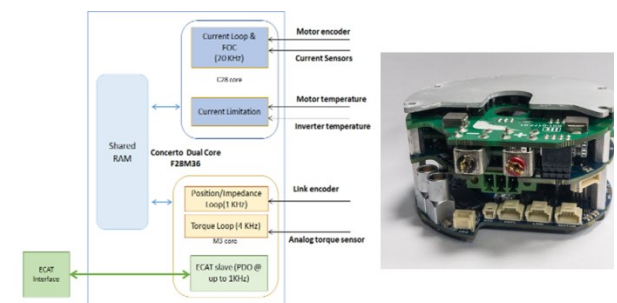 Current Loop &
FOC
(20 KHz)
C28 core
Current Limitation
Motor encoder
Current Sensors
Motor temperature
Inverter temperature
Shared
RAM
Concerto Dual Core
F28M36
Position/Impedance
Loop(1 KHz)
Torque Loop (4 KHz)
M3 core
ECAT slave (PDO @
up to 1KHz)
Link encoder
Analog torque sensor
ECAT
Interface